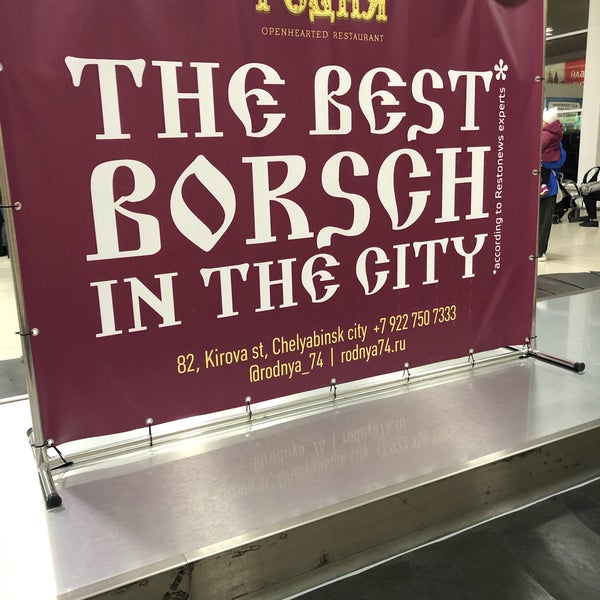 РОДНЯ
OPENHEARTED RESTAURANT
THE BEST*
BORSCH
IN THE CITY
*according to Restonews experts
82, Kirova st, Chelyabinsk city +7 922 750 7333
@rodnya_74 | rodnya74.ru